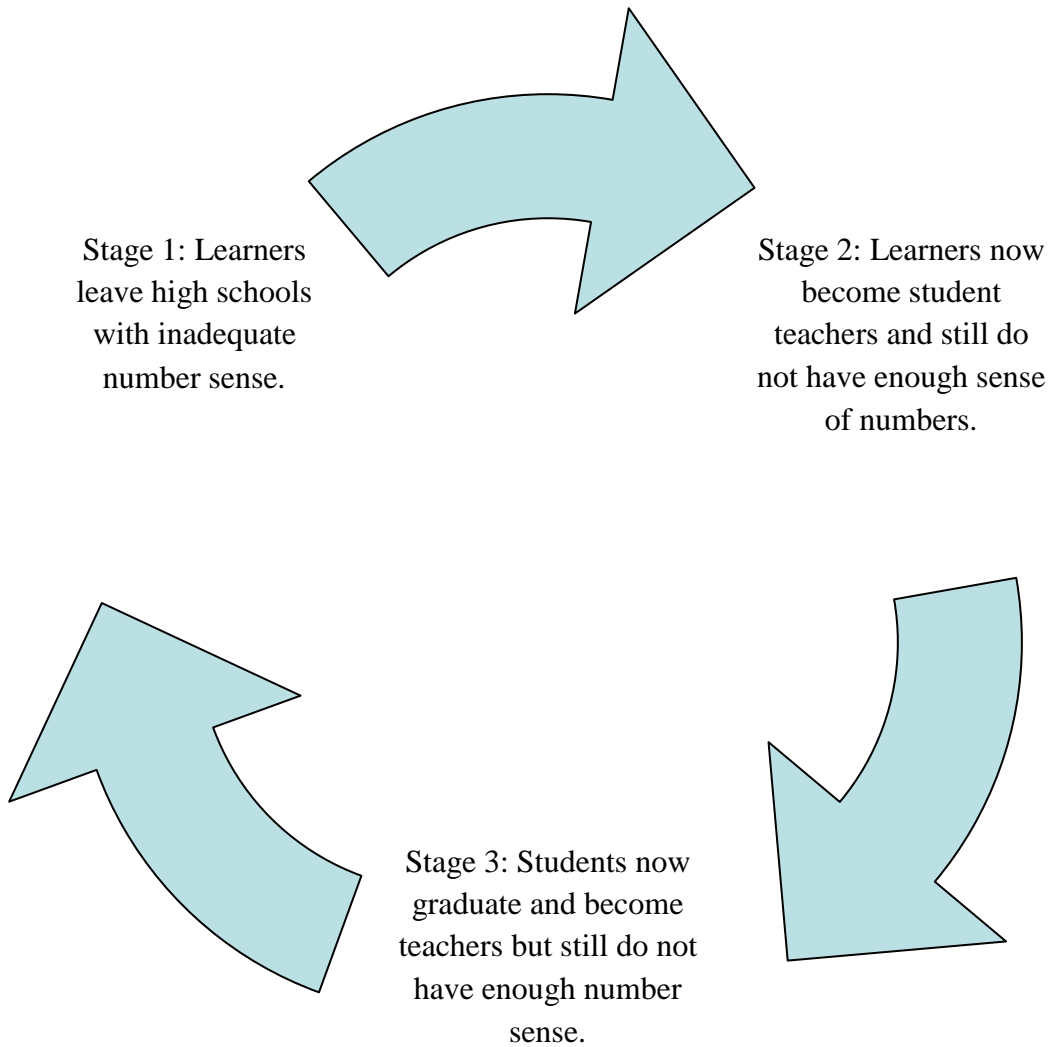 Stage 1: Learners
leave high schools
with inadequate
number sense.
Stage 2: Learners now
become student
teachers and still do
not have enough sense
of numbers.
Stage 3: Students now
graduate and become
teachers but still do not
have enough number
sense.